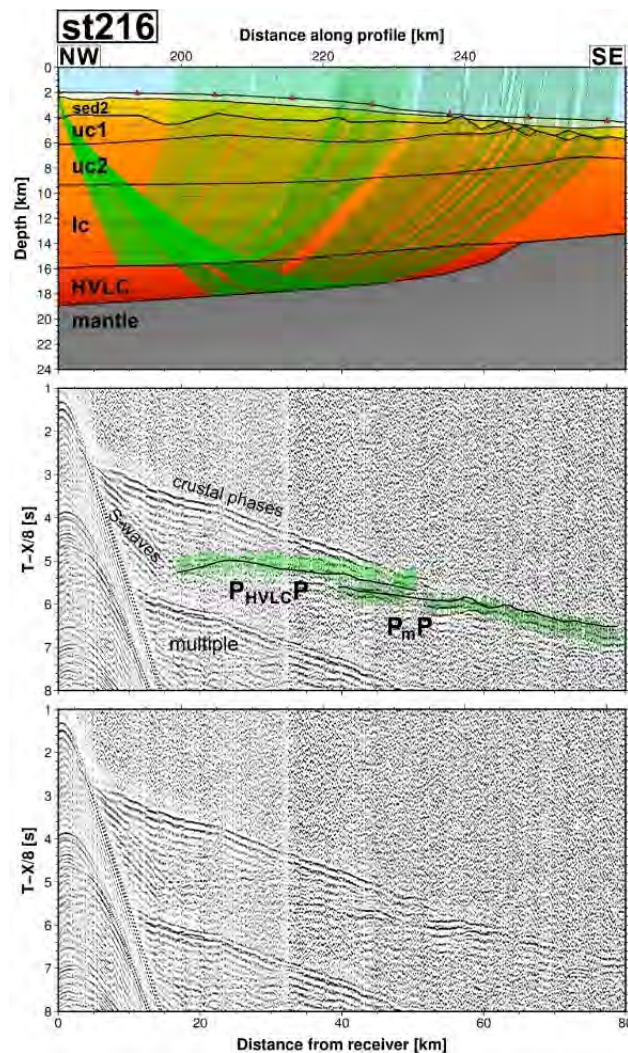 st216
Distance along profile [km]
NW 200 220 240 SE
0
2
4
6
8
10
12
14
16
18
20
22
24
Depth [km]
sed2
uc1
uc2
lc
HVLC
mantle
1
2
3
4
5
6
7
8
T-X/8 [s]
crustal phases
S-waves
PHVLCP
PmP
multiple
1
2
3
4
5
6
7
8
T-X/8 [s]
0 20 40 60 80
Distance from receiver [km]